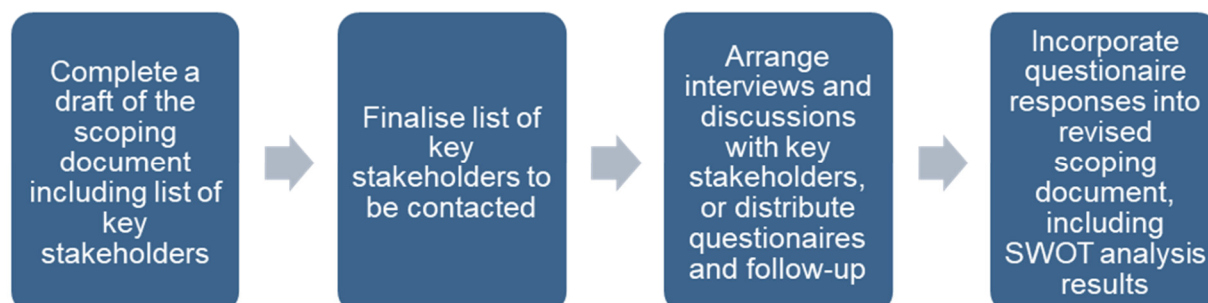 Complete a
draft of the
scoping
document
including list of
key
stakeholders
Finalise list of
key
stakeholders to
be contacted
Arrange
interviews and
discussions
with key
stakeholders,
or distribute
questionaires
and follow-up
Incorporate
questionaire
responses into
revised
scoping
document,
including
SWOT analysis
results